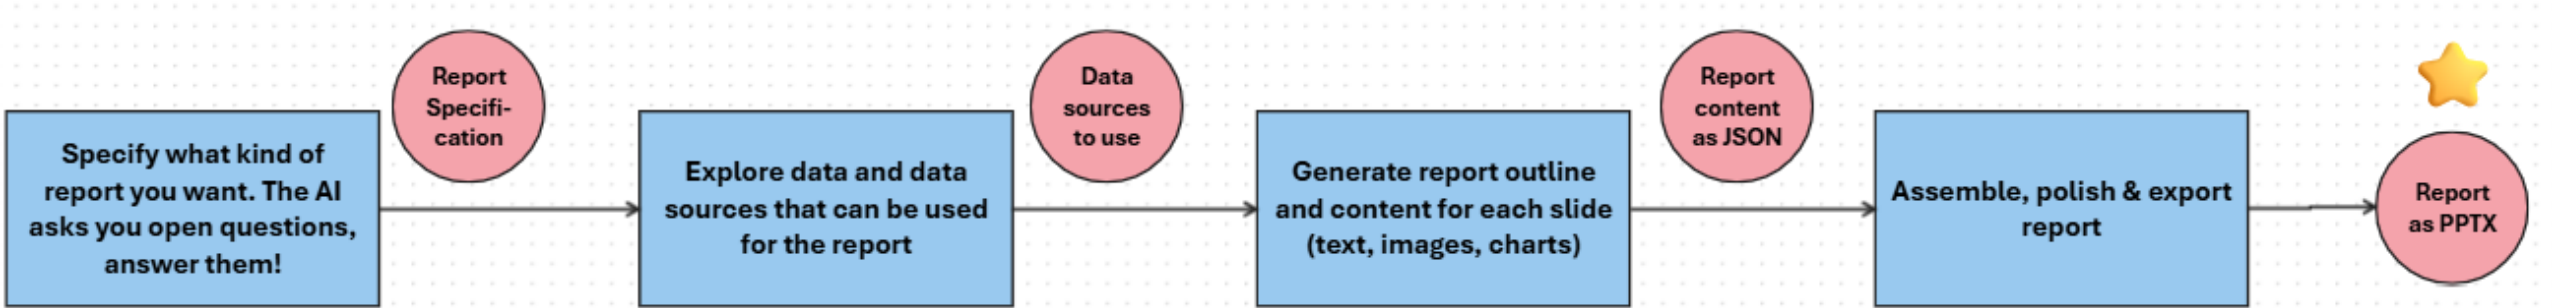 Specify what kind of
report you want. The AI
asks you open questions,
answer them!
Report
Specifi-
cation
Explore data and data
sources that can be used
for the report
Data
sources
to use
Generate report outline
and content for each slide
(text, images, charts)
Report
content
as JSON
Assemble, polish & export
report
Report
as PPTX